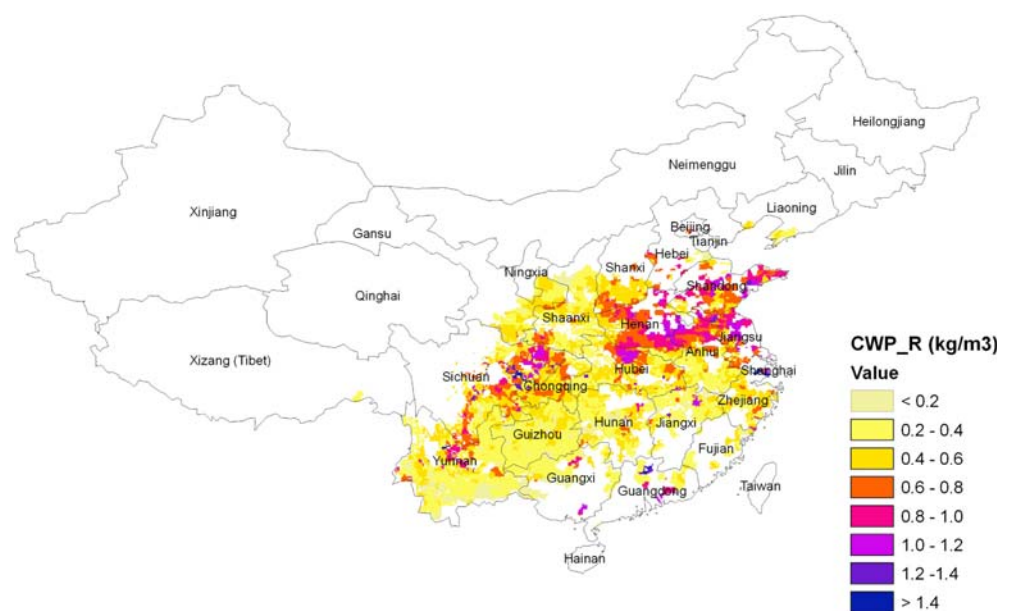 Heilongjiang
Neimenggu
Jilin
Xinjiang
Liaoning
Beijing
Gansu
Tianjin
Hebei
Ningxia
Shanxi
Qinghai
Shandong
Shaanxi
Henan
Jiangsu
Xizang (Tibet)
Anhui
Sichuan
Hubei
Shanghai
Chongqing
Zhejiang
Hunan
Jiangxi
Guizhou
Fujian
Yunnan
Guangxi
Guangdong
Taiwan
Hainan
CWP_R (kg/m3)
Value
< 0.2
0.2 - 0.4
0.4 - 0.6
0.6 - 0.8
0.8 - 1.0
1.0 - 1.2
1.2 -1.4
> 1.4